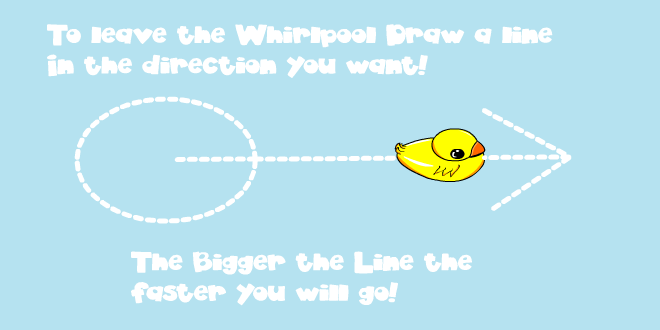 To leave the Whirlpool Draw a line
in the direction you want!
The Bigger the Line the
faster you will go!